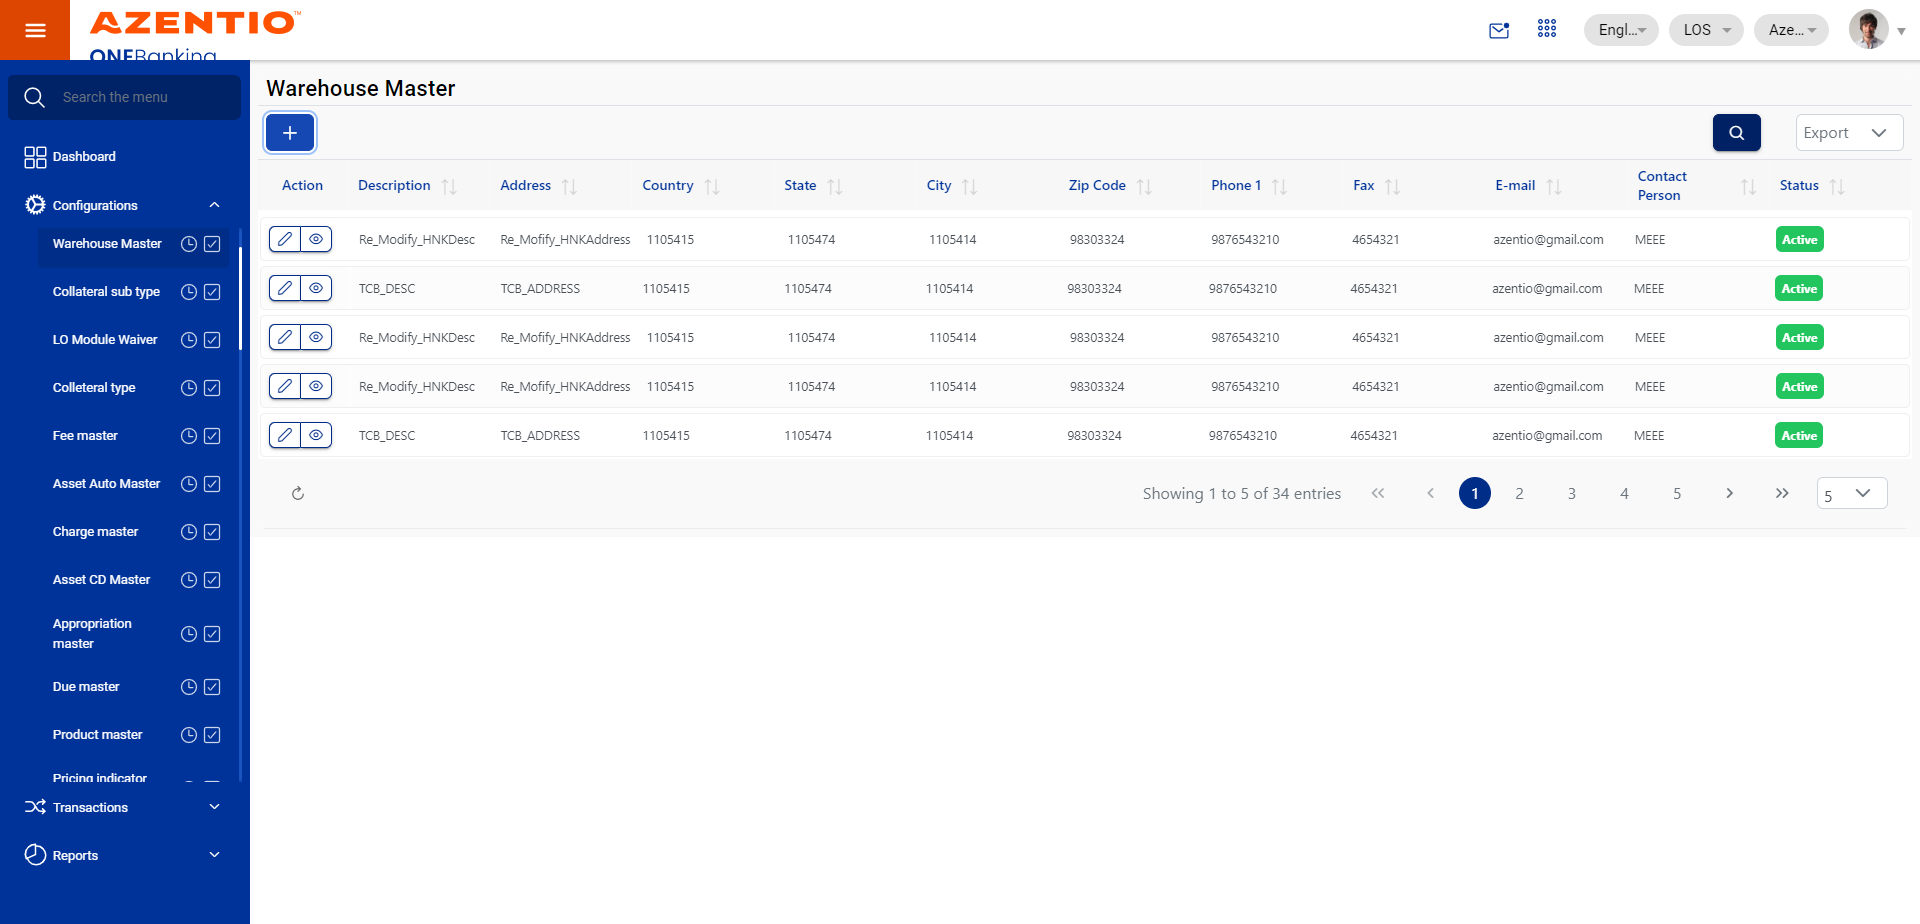 AZENTIO™
ONEBanking
Engl...
LOS
Aze...
Search the menu
Dashboard
Configurations
Warehouse Master
Collateral sub type
LO Module Waiver
Colleteral type
Fee master
Asset Auto Master
Charge master
Asset CD Master
Appropriation
master
Due master
Product master
Pricing indicator
Transactions
Reports
Warehouse Master
+
Export
Action Description Address Country State City Zip Code Phone 1 Fax E-mail Contact Person Status
Re_Modify_HNKDesc Re_Mofify_HNKAddress 1105415 1105474 1105414 98303324 9876543210 4654321 azentio@gmail.com MEEE Active
TCB_DESC TCB_ADDRESS 1105415 1105474 1105414 98303324 9876543210 4654321 azentio@gmail.com MEEE Active
Re_Modify_HNKDesc Re_Mofify_HNKAddress 1105415 1105474 1105414 98303324 9876543210 4654321 azentio@gmail.com MEEE Active
Re_Modify_HNKDesc Re_Mofify_HNKAddress 1105415 1105474 1105414 98303324 9876543210 4654321 azentio@gmail.com MEEE Active
TCB_DESC TCB_ADDRESS 1105415 1105474 1105414 98303324 9876543210 4654321 azentio@gmail.com MEEE Active
Showing 1 to 5 of 34 entries << < 1 2 3 4 5 > >> 5